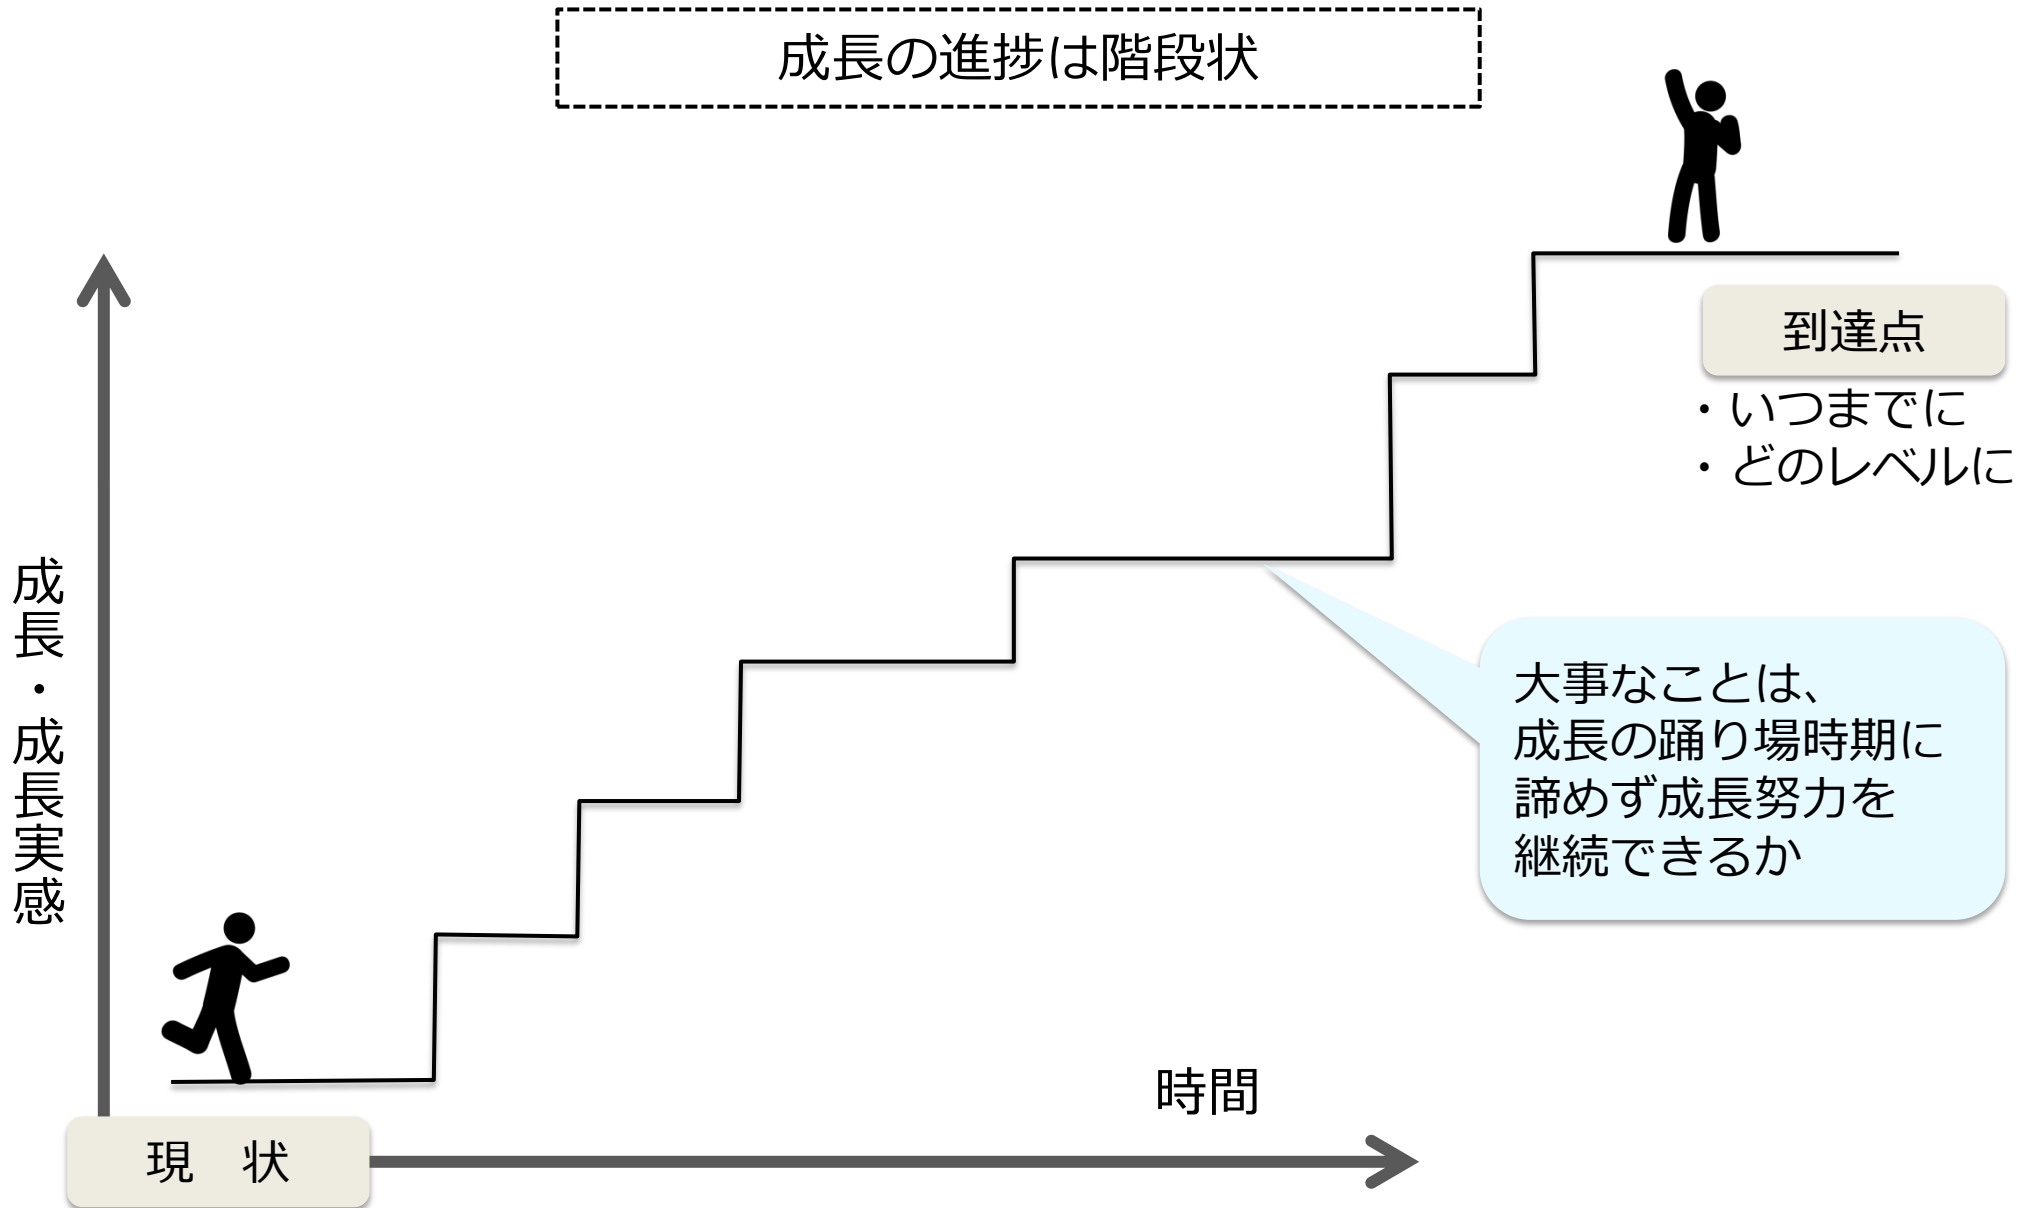 成長の進捗は階段状
到達点
・いつまでに
・どのレベルに
成長・成長実感
大事なことは、
成長の踊り場時期に
諦めず成長努力を
継続できるか
時間
現　状